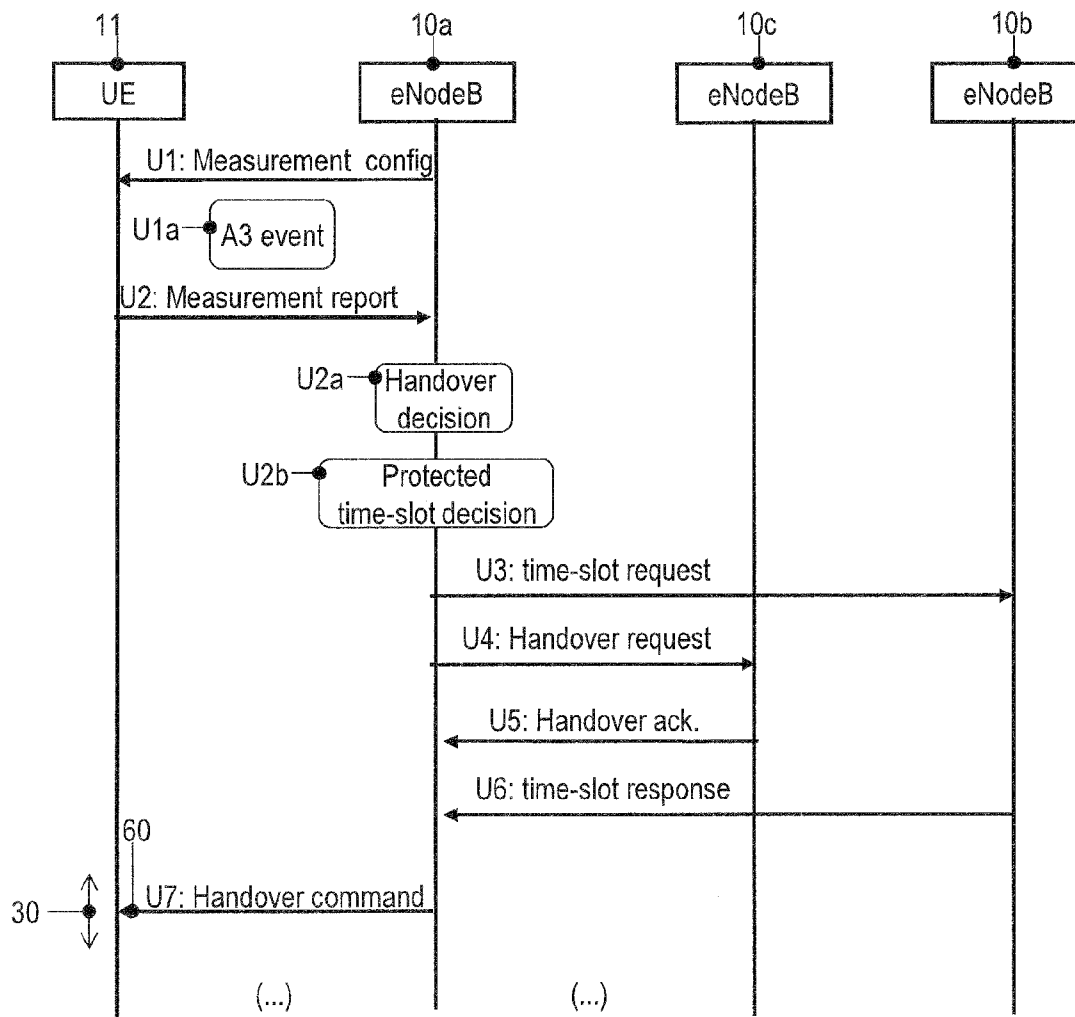 11 10a 10c 10b
UE eNodeB eNodeB eNodeB
U1: Measurement config
U1a A3 event
U2: Measurement report
U2a Handover
decision
U2b Protected
time-slot decision
U3: time-slot request
U4: Handover request
U5: Handover ack.
U6: time-slot response
60
30 U7: Handover command
(...) (...)